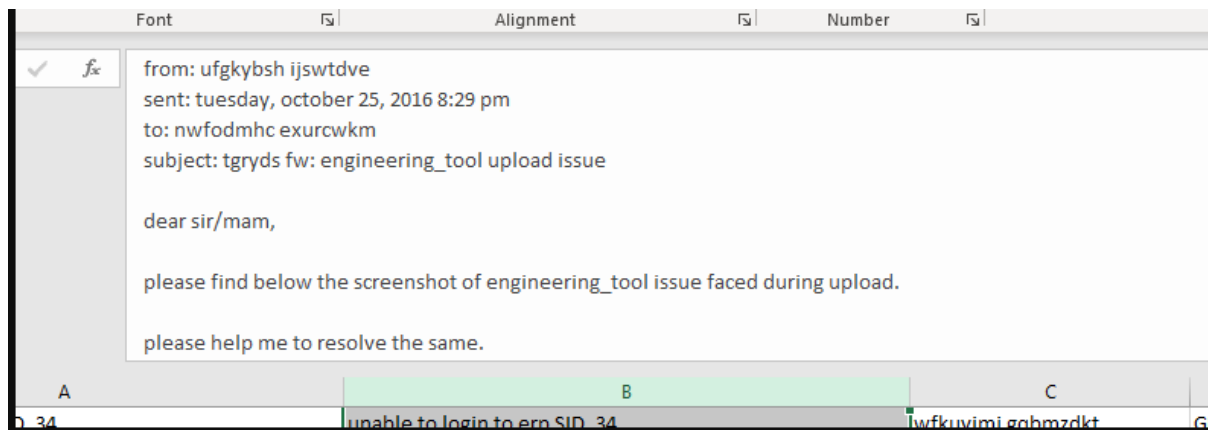 Font Alignment Number
fx
from: ufgkybsh ijswtdve
sent: tuesday, october 25, 2016 8:29 pm
to: nwfodmhc exurcwkm
subject: tgryds fw: engineering_tool upload issue
dear sir/mam,
please find below the screenshot of engineering_tool issue faced during upload.
please help me to resolve the same.
A B C
34 unable to login to erp SID_34 wfkuvimi